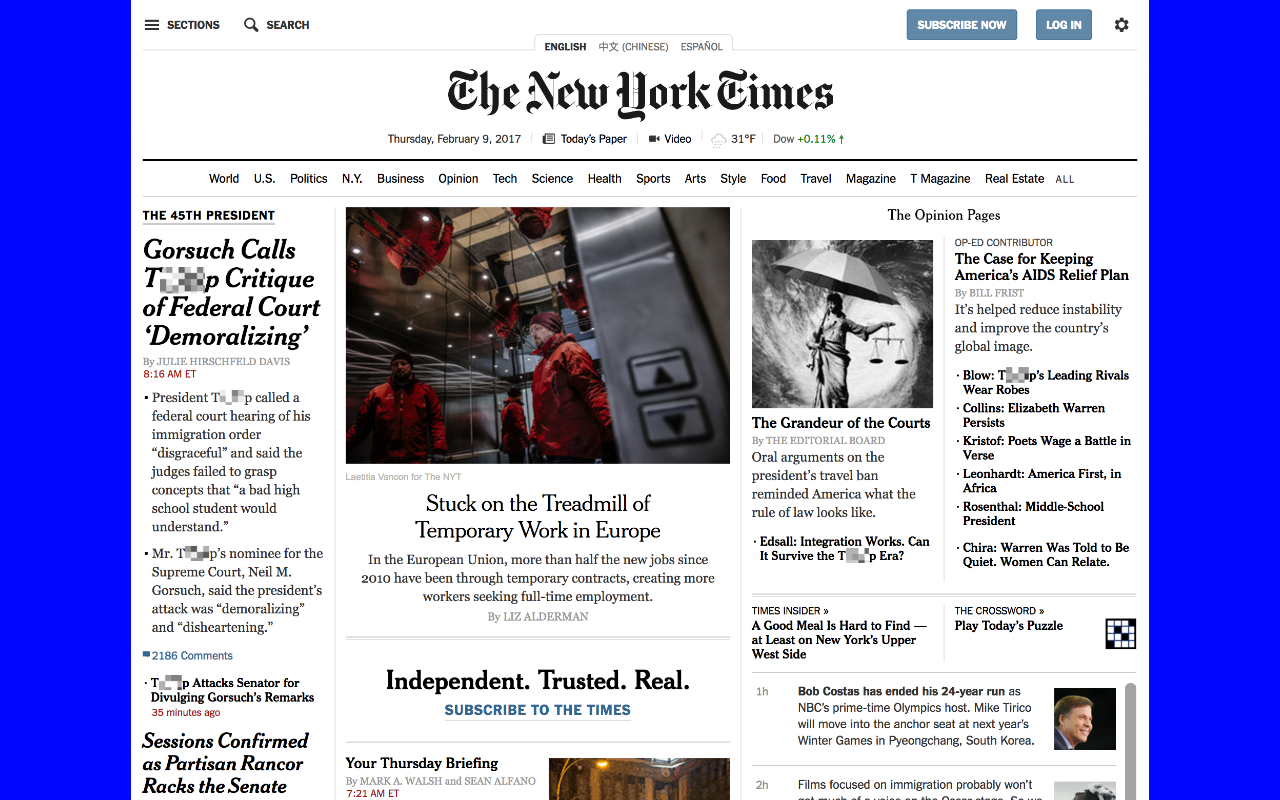 SECTIONS
SEARCH
SUBSCRIBE NOW
LOG IN
ENGLISH
中文 (CHINESE)
ESPAÑOL
The New York Times
Thursday, February 9, 2017
Today's Paper
Video
31°F
Dow +0.11% ↑
World U.S. Politics N.Y. Business Opinion Tech Science Health Sports Arts Style Food Travel Magazine T Magazine Real Estate ALL
THE 45TH PRESIDENT
Gorsuch Calls
Critique
of Federal Court
‘Demoralizing’
By JULIE HIRSCHFELD DAVIS
8:16 AM ET
• President called a
federal court hearing of his
immigration order
“disgraceful” and said the
judges failed to grasp
concepts that “a bad high
school student would
understand.”
• Mr. nominee for the
Supreme Court, Neil M.
Gorsuch, said the president’s
attack was “demoralizing”
and “disheartening.”
2186 Comments
· Attacks Senator for
Divulging Gorsuch’s Remarks
35 minutes ago
Sessions Confirmed
as Partisan Rancor
Racks the Senate
Laetitia Vancon for The NYT
Stuck on the Treadmill of
Temporary Work in Europe
In the European Union, more than half the new jobs since
2010 have been through temporary contracts, creating more
workers seeking full-time employment.
By LIZ ALDERMAN
Independent. Trusted. Real.
SUBSCRIBE TO THE TIMES
Your Thursday Briefing
By MARK A. WALSH and SEAN ALFANO
7:21 AM ET
The Opinion Pages
The Grandeur of the Courts
By THE EDITORIAL BOARD
Oral arguments on the
president’s travel ban
reminded America what the
rule of law looks like.
· Edsall: Integration Works. Can
It Survive the Era?
OP-ED CONTRIBUTOR
The Case for Keeping
America’s AIDS Relief Plan
By BILL FRIST
It’s helped reduce instability
and improve the country’s
global image.
· Blow: Leading Rivals
Wear Robes
· Collins: Elizabeth Warren
Persists
· Kristof: Poets Wage a Battle in
Verse
· Leonhardt: America First, in
Africa
· Rosenthal: Middle-School
President
· Chira: Warren Was Told to Be
Quiet. Women Can Relate.
TIMES INSIDER »
A Good Meal Is Hard to Find —
at Least on New York’s Upper
West Side
THE CROSSWORD »
Play Today’s Puzzle
1h
Bob Costas has ended his 24-year run as
NBC’s prime-time Olympics host. Mike Tirico
will move into the anchor seat at next year’s
Winter Games in Pyeongchang, South Korea.
2h
Films focused on immigration probably won’t